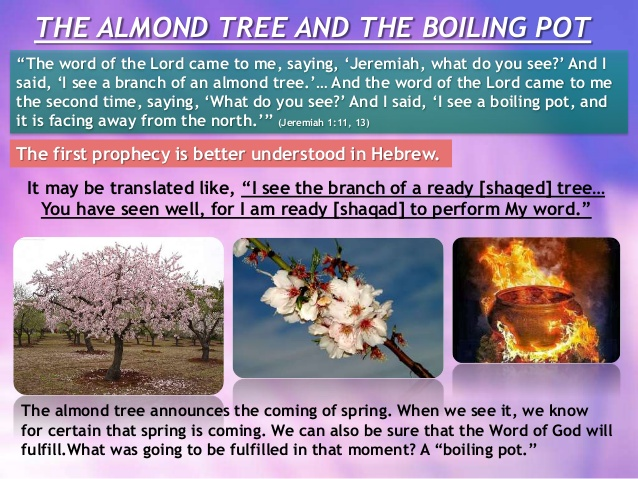 THE ALMOND TREE AND THE BOILING POT
“The word of the Lord came to me, saying, ‘Jeremiah, what do you see?’ And I
said, ‘I see a branch of an almond tree.’… And the word of the Lord came to me
the second time, saying, ‘What do you see?’ And I said, ‘I see a boiling pot, and
it is facing away from the north.’” (Jeremiah 1:11, 13)
The first prophecy is better understood in Hebrew.
It may be translated like, “I see the branch of a ready [shaqed] tree…
You have seen well, for I am ready [shaqad] to perform My word.”
The almond tree announces the coming of spring. When we see it, we know
for certain that spring is coming. We can also be sure that the Word of God will
fulfill.What was going to be fulfilled in that moment? A “boiling pot.”